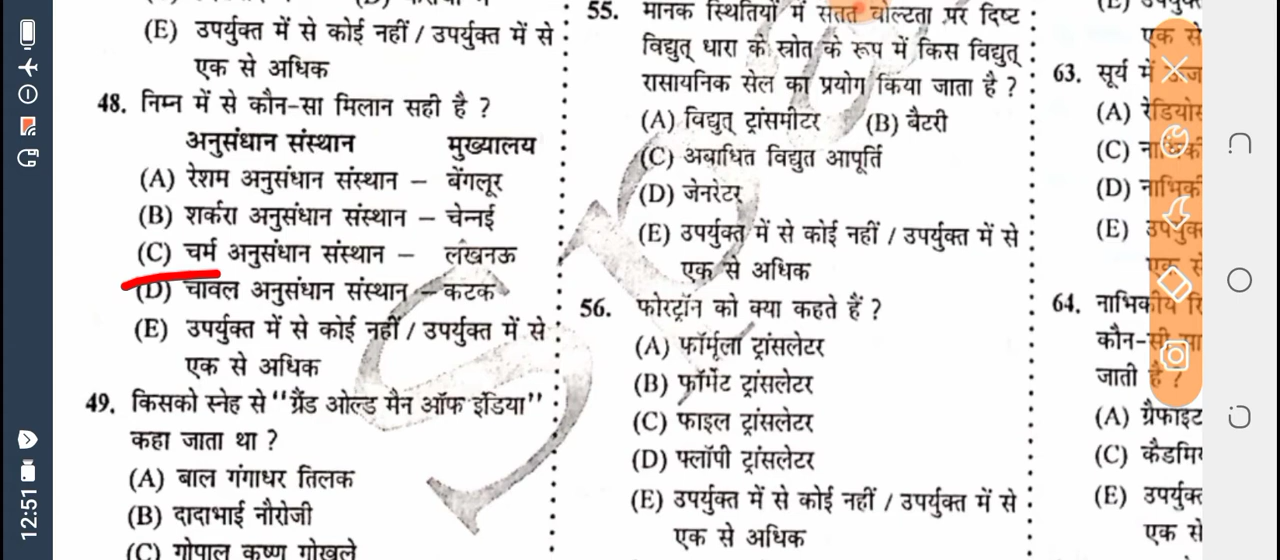 (E) उपर्युक्त में से कोई नहीं / उपर्युक्त में से
एक से अधिक
48. निम्न में से कौन-सा मिलान सही है ?
अनुसंधान संस्थान मुख्यालय
(A) रेशम अनुसंधान संस्थान – बेंगलूर
(B) शर्करा अनुसंधान संस्थान – चेन्नई
(C) चर्म अनुसंधान संस्थान – लखनऊ
(D) चावल अनुसंधान संस्थान – कटक
(E) उपर्युक्त में से कोई नहीं / उपर्युक्त में से
एक से अधिक
49. किसको स्नेह से "ग्रैंड ओल्ड मैन ऑफ इंडिया"
कहा जाता था ?
(A) बाल गंगाधर तिलक
(B) दादाभाई नौरोजी
(C) गोपाल कृष्ण गोखले
55. मानक स्थितियों में सतत वोल्टता पर दिष्ट
विद्युत् धारा के स्रोत के रूप में किस विद्युत्
रासायनिक सेल का प्रयोग किया जाता है ?
(A) विद्युत् ट्रांसमीटर (B) बैटरी
(C) अबाधित विद्युत आपूर्ति
(D) जेनरेटर
(E) उपर्युक्त में से कोई नहीं / उपर्युक्त में से
एक से अधिक
56. फोरट्रॉन को क्या कहते हैं ?
(A) फॉर्मूला ट्रांसलेटर
(B) फॉर्मेट ट्रांसलेटर
(C) फाइल ट्रांसलेटर
(D) फ्लॉपी ट्रांसलेटर
(E) उपर्युक्त में से कोई नहीं / उपर्युक्त में से
एक से अधिक
एक से
63. सूर्य में
(A)
(C)
(D)
(E)
एक से
64. नाभिकीय
कौन-सी
जाती है ?
(A) ग्रैफाइट
(C)
(E) उपर्युक्त
एक से
12:51